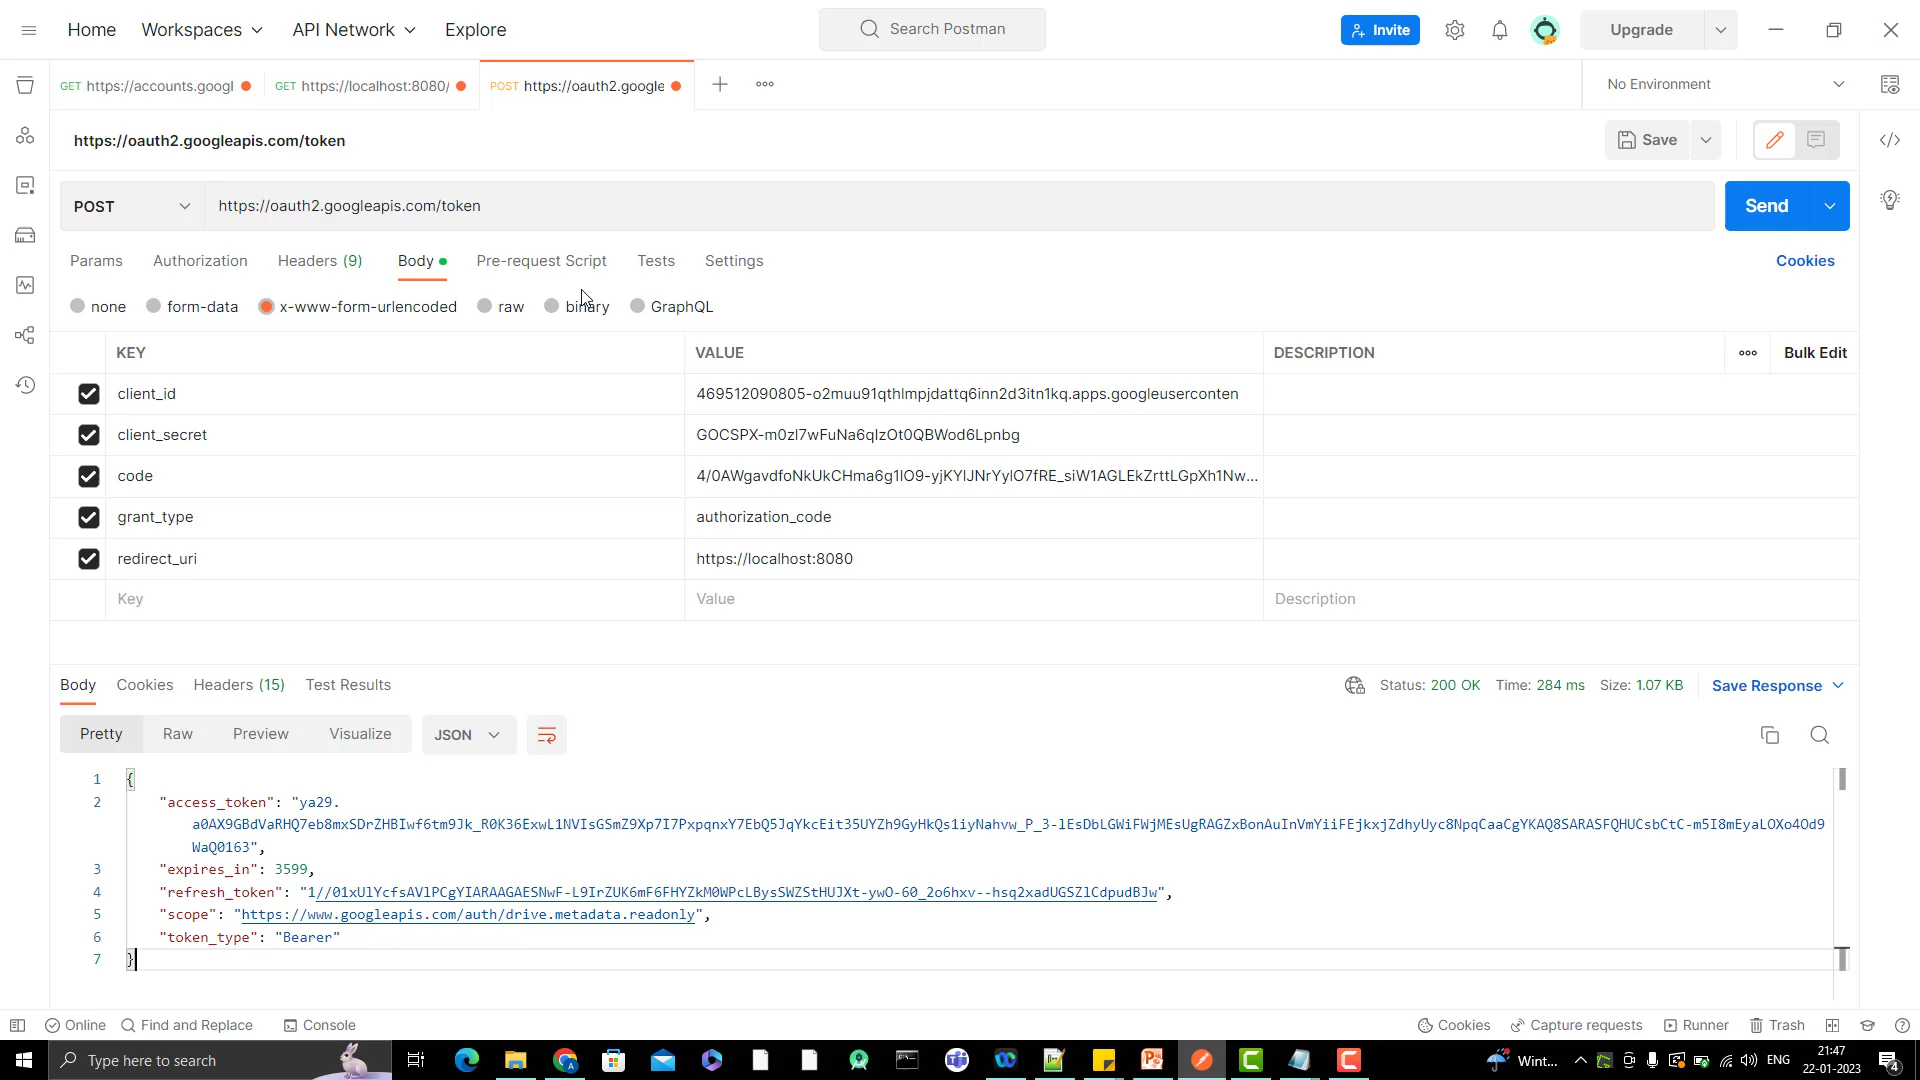 Home Workspaces API Network Explore Search Postman Invite Upgrade
GET https://accounts.googl GET https://localhost:8080/ POST https://oauth2.google No Environment
https://oauth2.googleapis.com/token Save
POST https://oauth2.googleapis.com/token Send
Params Authorization Headers (9) Body Pre-request Script Tests Settings Cookies
none form-data x-www-form-urlencoded raw binary GraphQL
KEY VALUE DESCRIPTION Bulk Edit
client_id 469512090805-o2muu91qthlmpjdattq6inn2d3itn1kq.apps.googleuserconten
client_secret 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
code 4/0AWgavdfoNkUkCHma6g1lO9-yjKYlJNrYylO7fRE_siW1AGLEkZrttLGpXh1Nw...
grant_type authorization_code
redirect_uri https://localhost:8080
Key Value Description
Body Cookies Headers (15) Test Results Status: 200 OK Time: 284 ms Size: 1.07 KB Save Response
Pretty Raw Preview Visualize JSON
1 {
2 "access_token": "ya29.
a0AX9GBdVaRHQ7eb8mxSDrZHBIwf6tm9Jk_R0K36ExwL1NVIsGSmZ9Xp7I7PxpqnxY7EbQ5JqYkcEit35UYZh9GyHkQs1iyNahvw_P_3-lEsDbLGWiFWjMEsUgRAGZxBonAuInVmYiiFEjkxjZdhyUyc8NpqCaaCgYKAQ8SARASFQHUCsbCtC-m5I8mEyaLOXo4Od9
WaQ0163",
3 "expires_in": 3599,
4 "refresh_token": "1//01xUlYcfsAVlPCgYIARAAGAESNwF-L9IrZUK6mF6FHYZkM0WPcLBysSWZStHUJXt-ywO-60_2o6hxv--hsq2xadUGSZlCdpudBJw",
5 "scope": "https://www.googleapis.com/auth/drive.metadata.readonly",
6 "token_type": "Bearer"
7 }
Online Find and Replace Console Cookies Capture requests Runner Trash
Type here to search Wint... ENG 21:47
22-01-2023 4